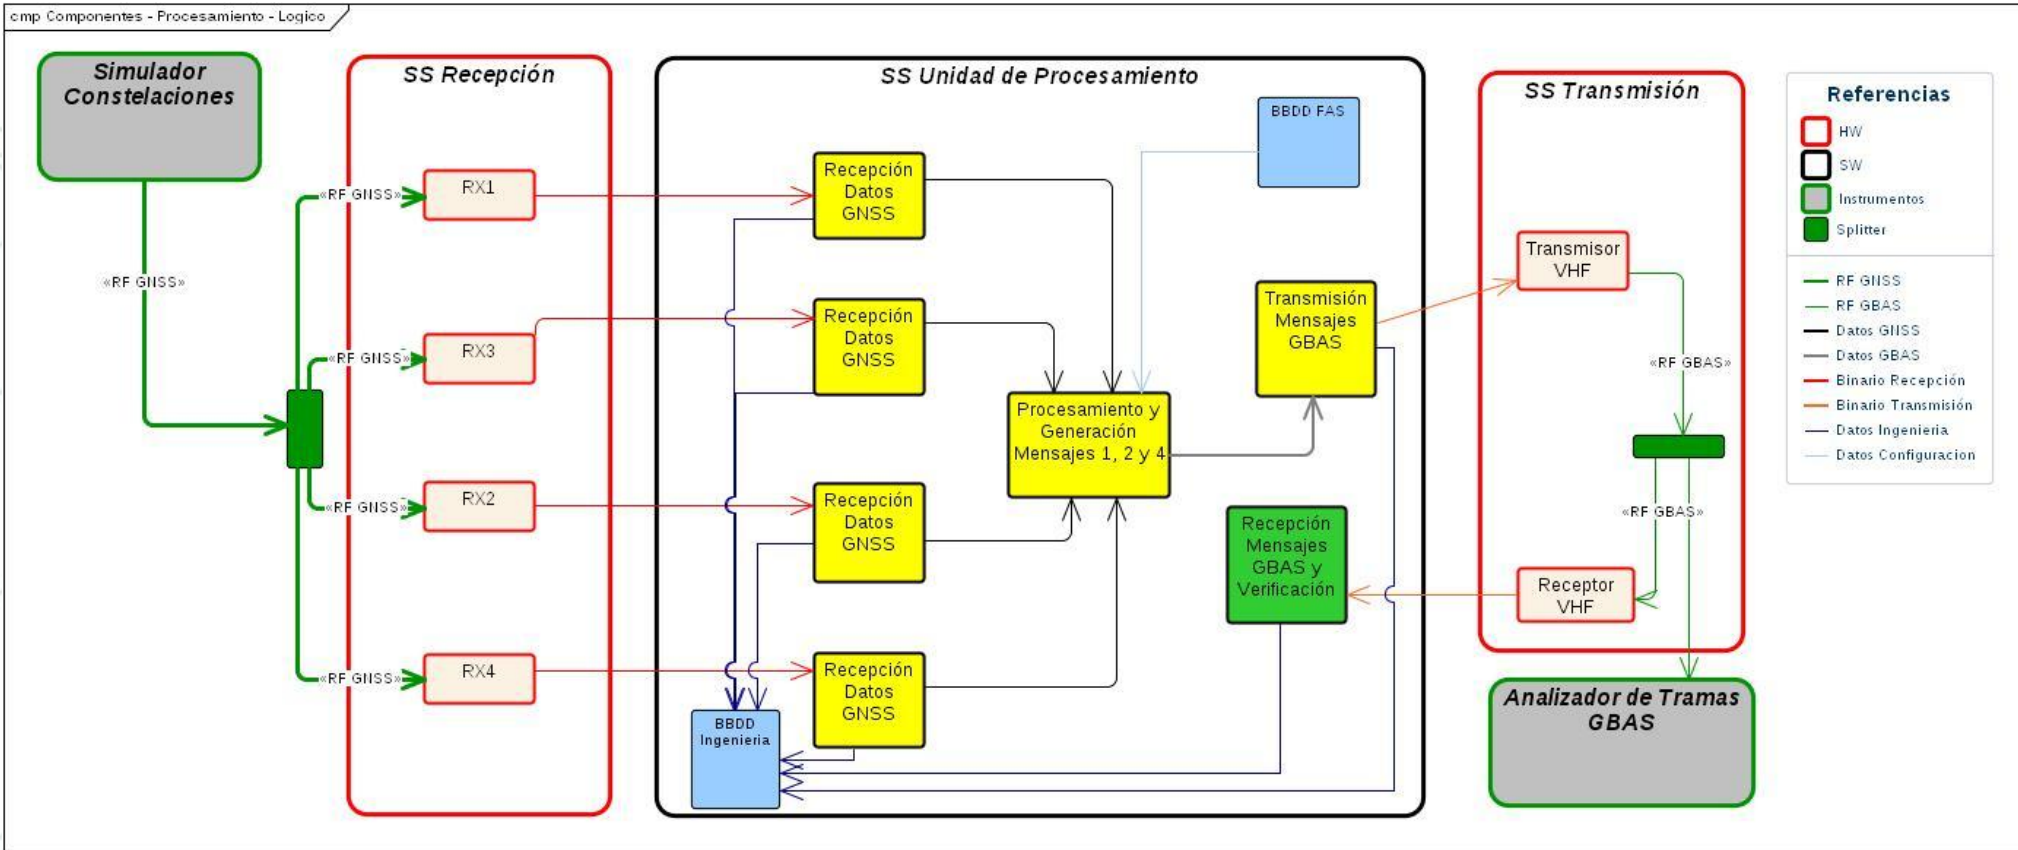 cmp Componentes - Procesamiento - Logico
Simulador
Constelaciones
«RF GNSS»
SS Recepción
«RF GNSS»
RX1
«RF GNSS»
RX3
«RF GNSS»
RX2
«RF GNSS»
RX4
SS Unidad de Procesamiento
Recepción
Datos
GNSS
Recepción
Datos
GNSS
Recepción
Datos
GNSS
Recepción
Datos
GNSS
BBDD
Ingenieria
BBDD FAS
Procesamiento y
Generación
Mensajes 1, 2 y 4
Transmisión
Mensajes
GBAS
Recepción
Mensajes
GBAS y
Verificación
SS Transmisión
Transmisor
VHF
«RF GBAS»
«RF GBAS»
Receptor
VHF
Analizador de Tramas
GBAS
Referencias
HW
SW
Instrumentos
Splitter
RF GNSS
RF GBAS
Datos GNSS
Datos GBAS
Binario Recepción
Binario Transmisión
Datos Ingenieria
Datos Configuracion